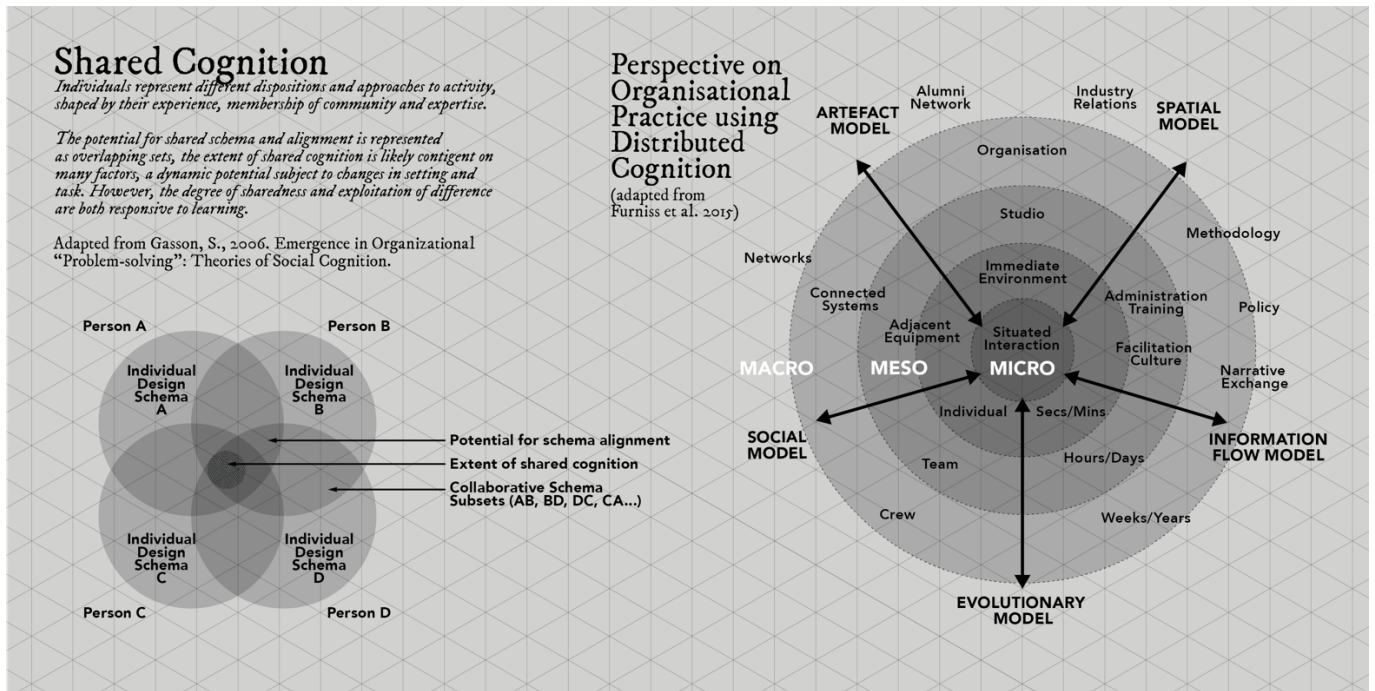 Shared Cognition
Individuals represent different dispositions and approaches to activity,
shaped by their experience, membership of community and expertise.
The potential for shared schema and alignment is represented
as overlapping sets, the extent of shared cognition is likely contigent on
many factors, a dynamic potential subject to changes in setting and
task. However, the degree of sharedness and exploitation of difference
are both responsive to learning.
Adapted from Gasson, S., 2006. Emergence in Organizational
“Problem-solving”: Theories of Social Cognition.
Person A
Person B
Individual
Design
Schema
A
Individual
Design
Schema
B
Potential for schema alignment
Extent of shared cognition
Collaborative Schema
Subsets (AB, BD, DC, CA...)
Individual
Design
Schema
C
Individual
Design
Schema
D
Person C
Person D
Perspective on
Organisational
Practice using
Distributed
Cognition
(adapted from
Furniss et al. 2015)
ARTEFACT
MODEL
Alumni
Network
Industry
Relations
SPATIAL
MODEL
Organisation
Studio
Immediate
Environment
Situated
Interaction
Networks
Connected
Systems
Adjacent
Equipment
Methodology
Administration
Training
Policy
Facilitation
Culture
Narrative
Exchange
MACRO
MESO
MICRO
SOCIAL
MODEL
Individual
Secs/Mins
INFORMATION
FLOW MODEL
Team
Hours/Days
Crew
Weeks/Years
EVOLUTIONARY
MODEL